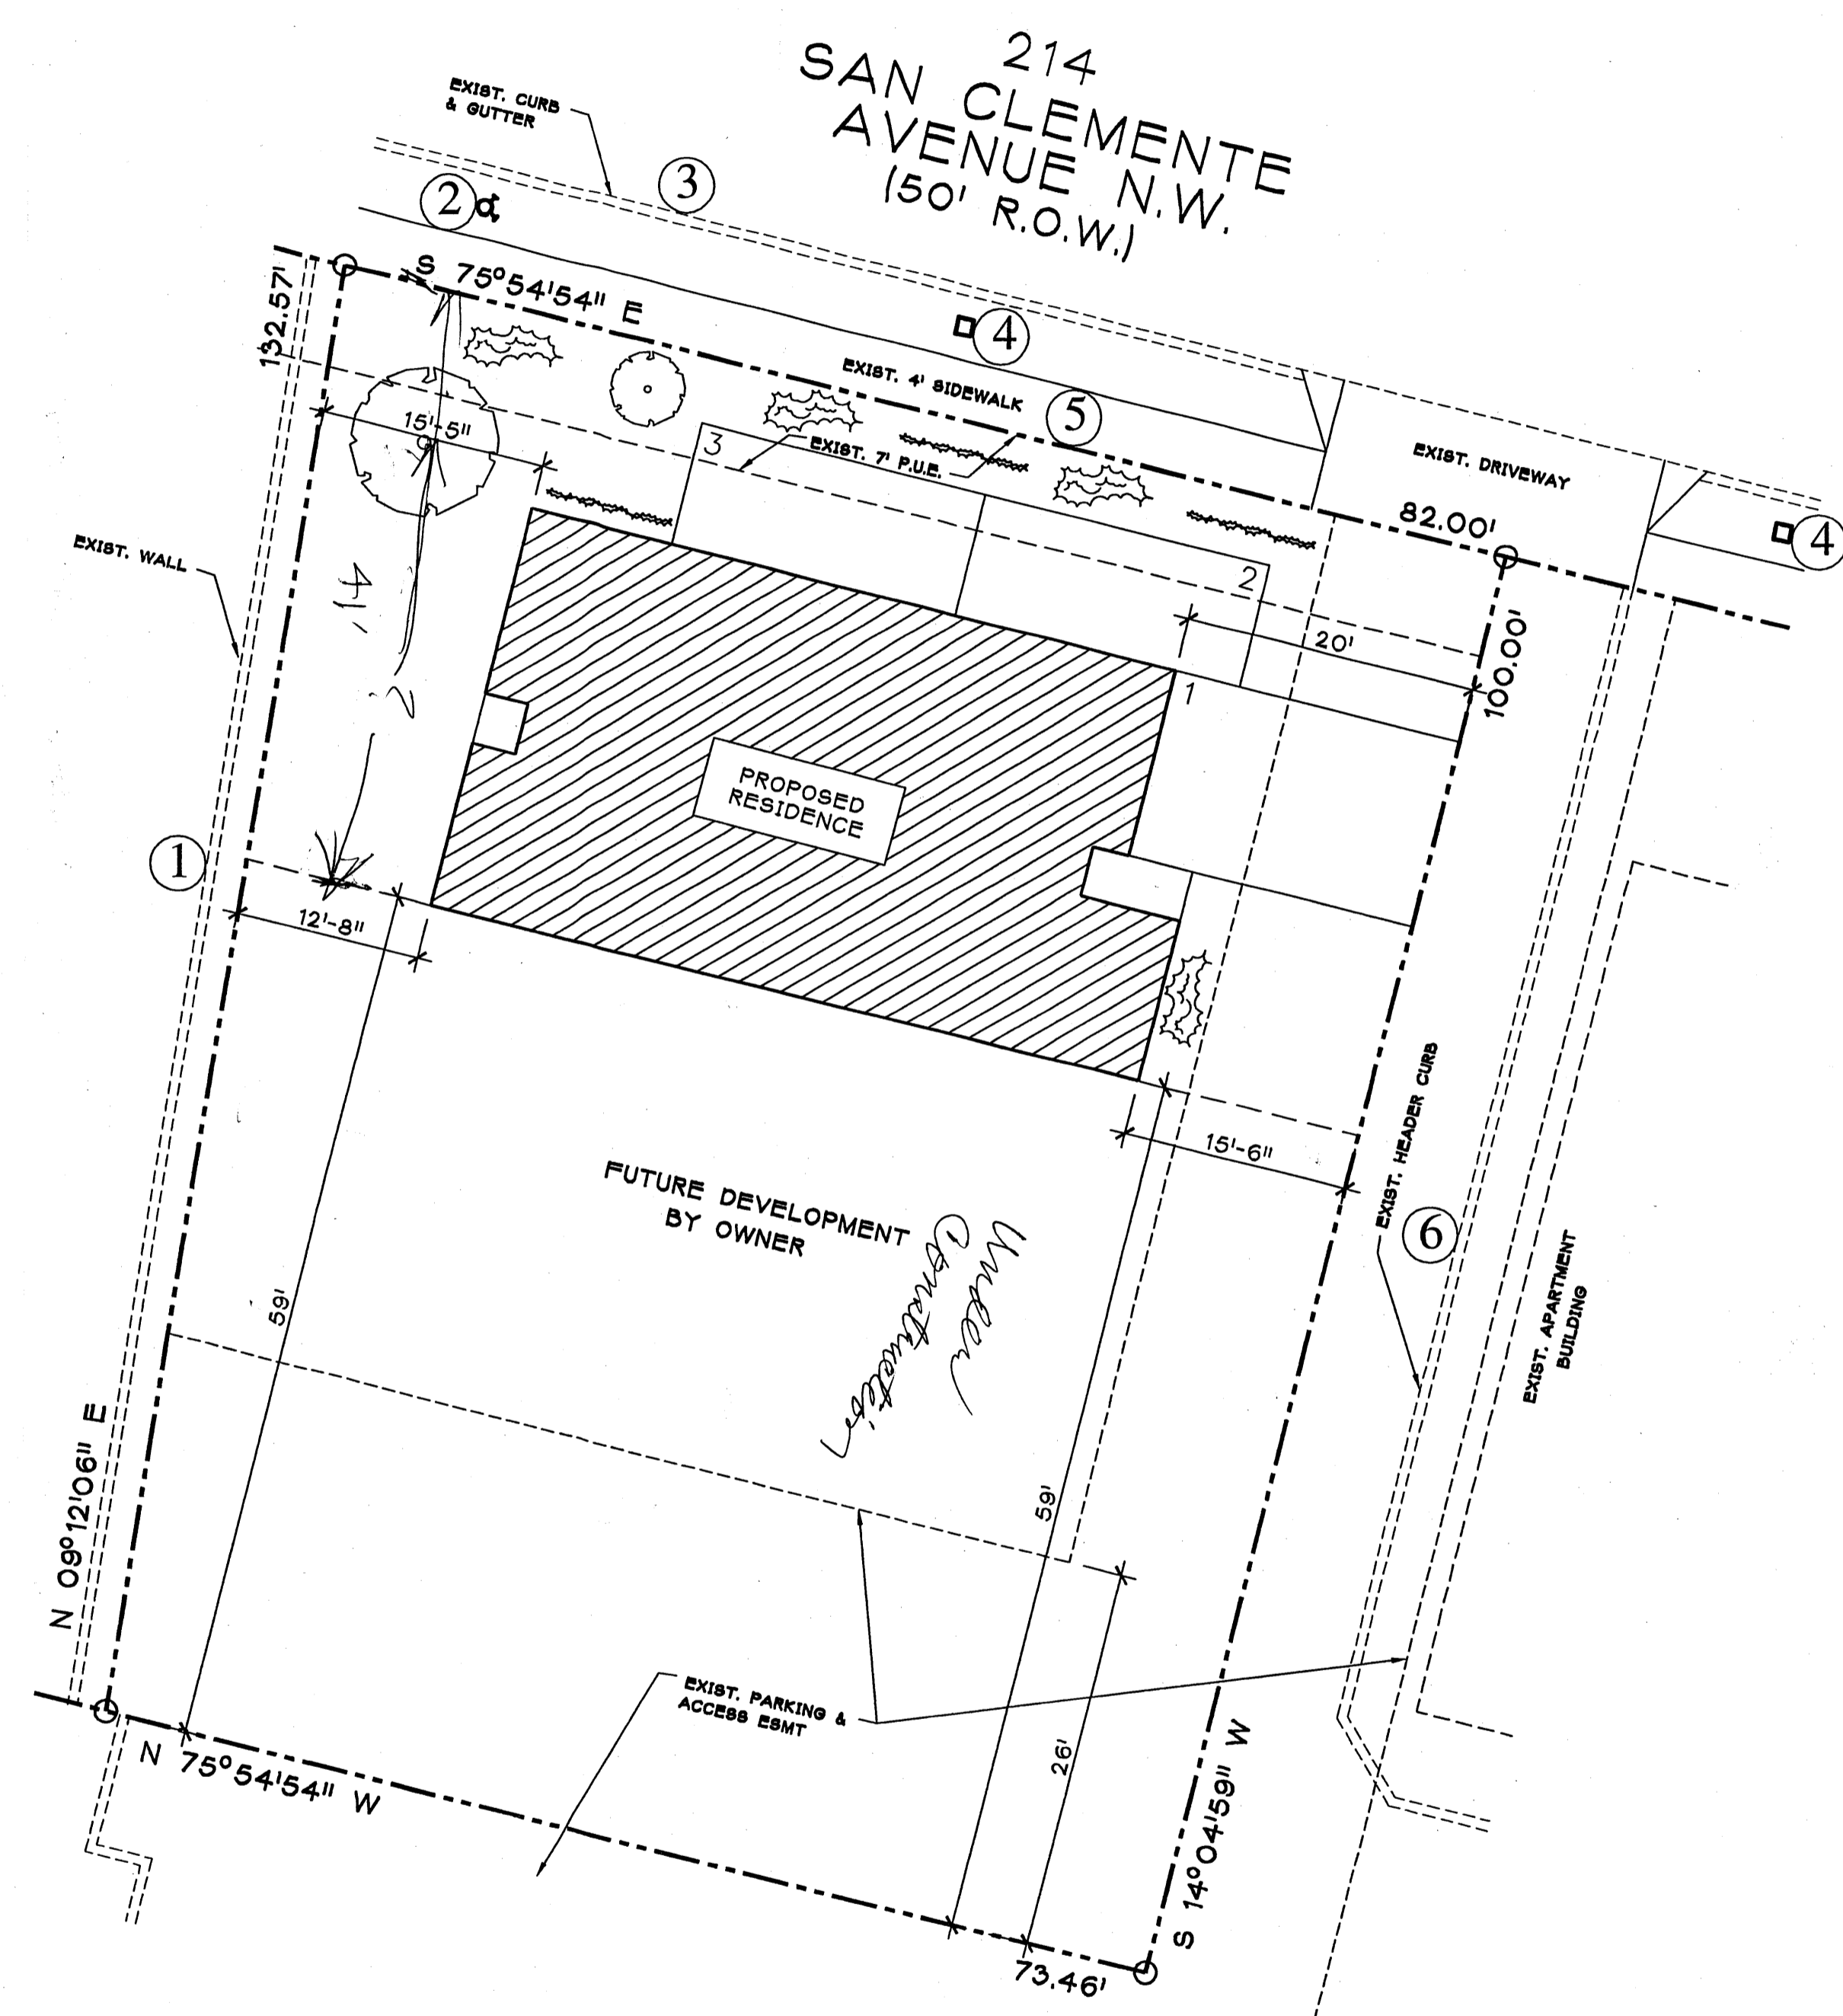 214
SAN CLEMENTE
AVENUE N.W.
(50' R.O.W.)
EXIST. CURB
& GUTTER
3
2
4
S 75°54'54" E
132.57'
EXIST. 4' SIDEWALK
5
15'-5"
3
EXIST. 7' P.U.E.
EXIST. DRIVEWAY
82.00'
4
EXIST. WALL
2
20'
100.00'
1
41'
PROPOSED
RESIDENCE
1
12'-8"
15'-6"
EXIST. HEADER CURB
FUTURE DEVELOPMENT
BY OWNER
Under
Construction
6
EXIST. APARTMENT
BUILDING
59'
59'
N 09°12'06" E
EXIST. PARKING &
ACCESS ESMT
26'
N 75°54'54" W
S 14°04'59" W
73.46'